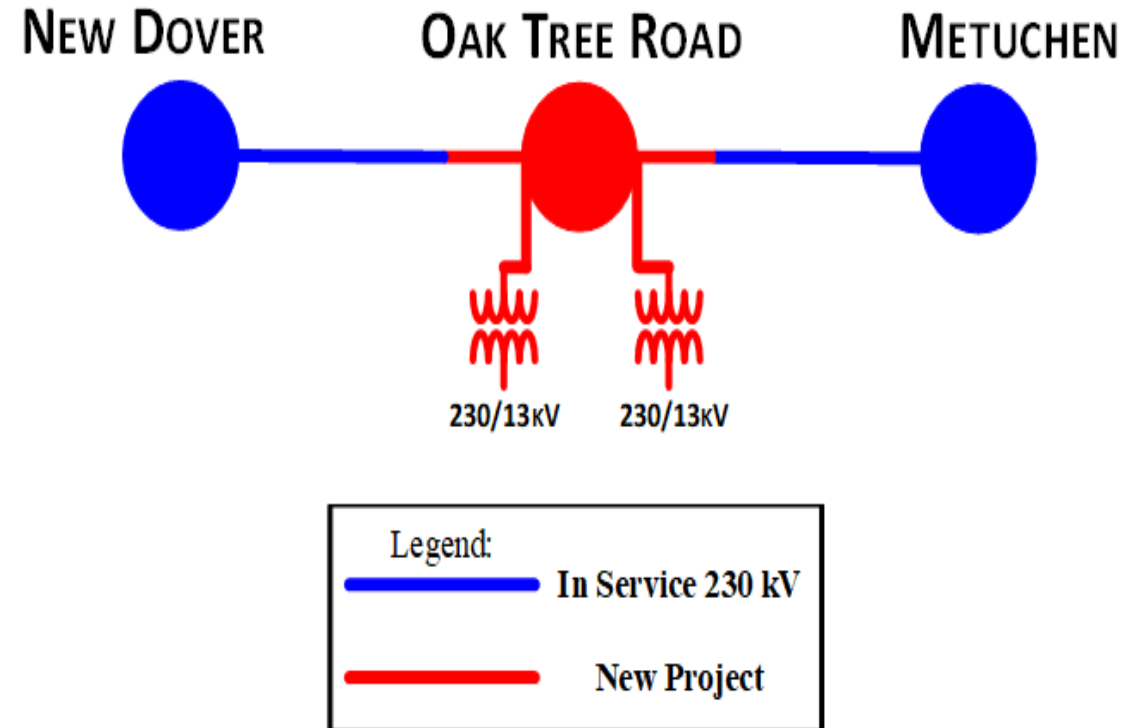 NEW DOVER
OAK TREE ROAD
METUCHEN
230/13KV
230/13KV
Legend:
In Service 230 kV
New Project